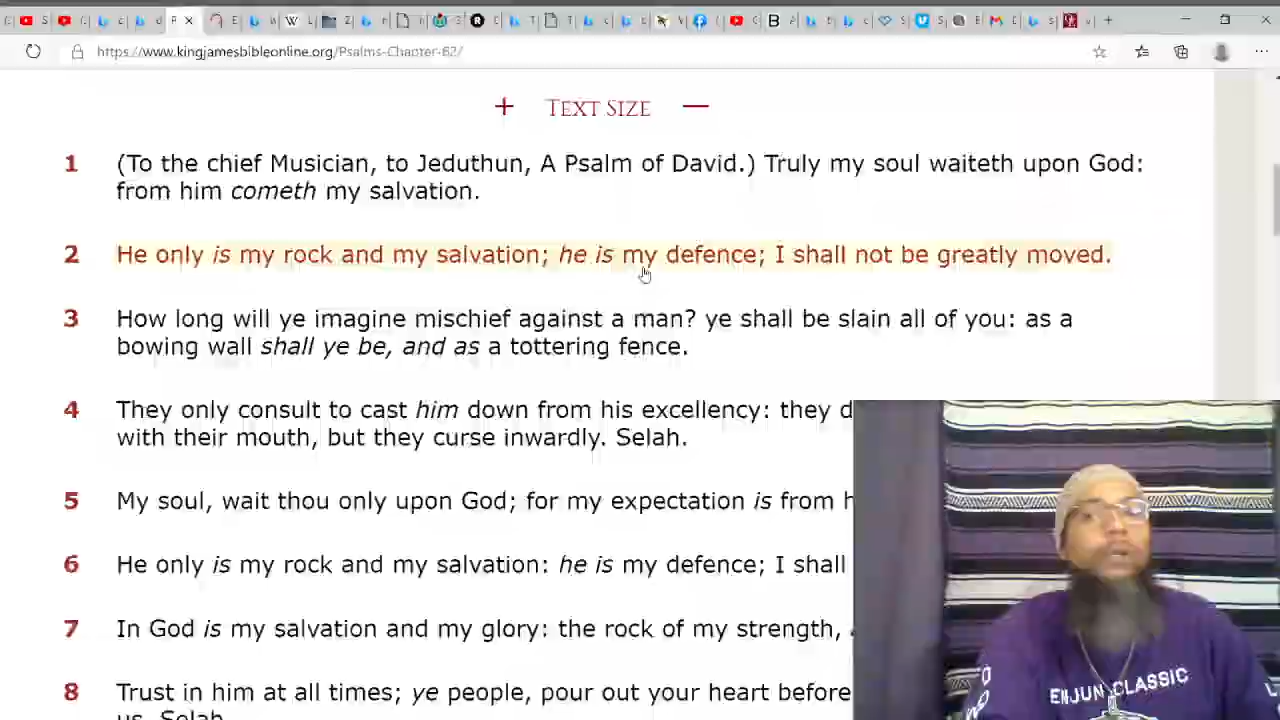 https://www.kingjamesbibleonline.org/Psalms-Chapter-62/
+ TEXT SIZE —
1 (To the chief Musician, to Jeduthun, A Psalm of David.) Truly my soul waiteth upon God:
from him cometh my salvation.
2 He only is my rock and my salvation; he is my defence; I shall not be greatly moved.
3 How long will ye imagine mischief against a man? ye shall be slain all of you: as a
bowing wall shall ye be, and as a tottering fence.
4 They only consult to cast him down from his excellency: they
with their mouth, but they curse inwardly. Selah.
5 My soul, wait thou only upon God; for my expectation is from
6 He only is my rock and my salvation: he is my defence; I shall
7 In God is my salvation and my glory: the rock of my strength,
8 Trust in him at all times; ye people, pour out your heart before
us. Selah.
ENJUN CLASSIC